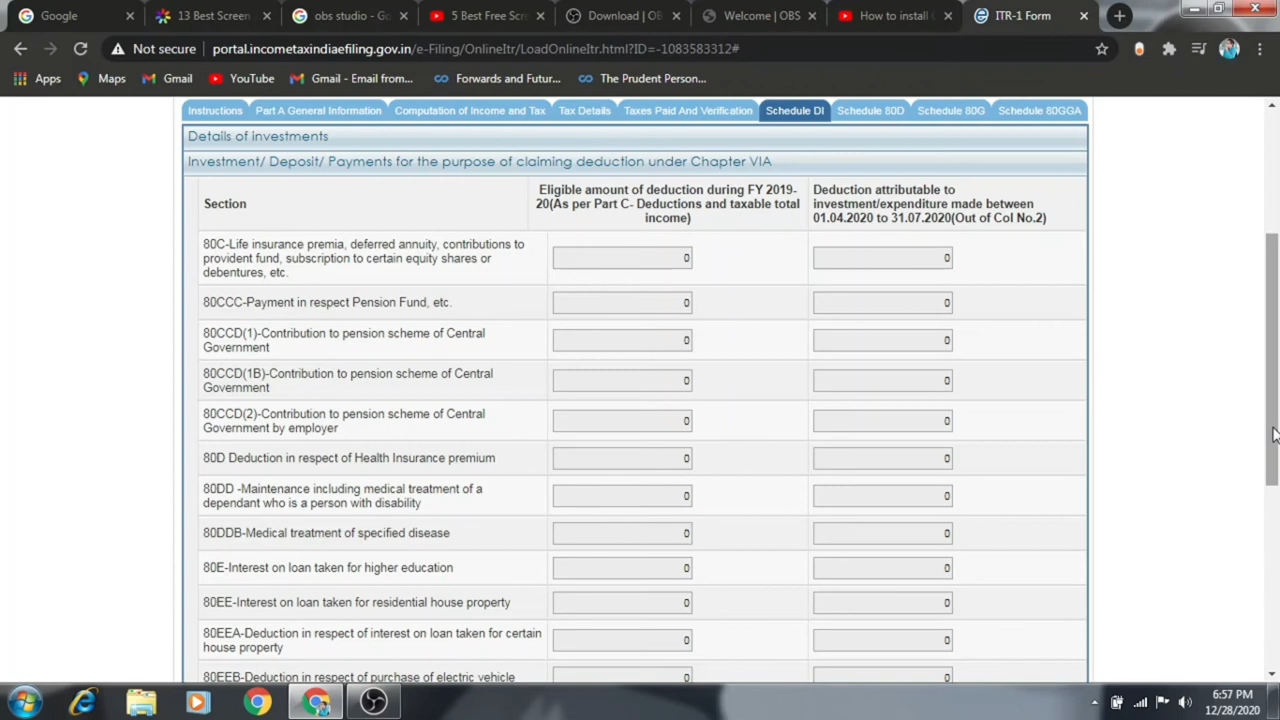 Google
13 Best Screen
obs studio - Go
5 Best Free Scre
Download | OB
Welcome | OBS
How to install O
ITR-1 Form
Not secure
portal.incometaxindiaefiling.gov.in/e-Filing/OnlineItr/LoadOnlineItr.html?ID=-1083583312#
Apps
Maps
Gmail
YouTube
Gmail - Email from...
Forwards and Futur...
The Prudent Person...
Instructions
Part A General Information
Computation of Income and Tax
Tax Details
Taxes Paid And Verification
Schedule DI
Schedule 80D
Schedule 80G
Schedule 80GGA
Details of investments
Investment/ Deposit/ Payments for the purpose of claiming deduction under Chapter VIA
Section
Eligible amount of deduction during FY 2019-
20(As per Part C- Deductions and taxable total
income)
Deduction attributable to
investment/expenditure made between
01.04.2020 to 31.07.2020(Out of Col No.2)
80C-Life insurance premia, deferred annuity, contributions to
provident fund, subscription to certain equity shares or
debentures, etc.
0
0
80CCC-Payment in respect Pension Fund, etc.
0
0
80CCD(1)-Contribution to pension scheme of Central
Government
0
0
80CCD(1B)-Contribution to pension scheme of Central
Government
0
0
80CCD(2)-Contribution to pension scheme of Central
Government by employer
0
0
80D Deduction in respect of Health Insurance premium
0
0
80DD -Maintenance including medical treatment of a
dependant who is a person with disability
0
0
80DDB-Medical treatment of specified disease
0
0
80E-Interest on loan taken for higher education
0
0
80EE-Interest on loan taken for residential house property
0
0
80EEA-Deduction in respect of interest on loan taken for certain
house property
0
0
80EEB-Deduction in respect of purchase of electric vehicle
0
0
6:57 PM
12/28/2020